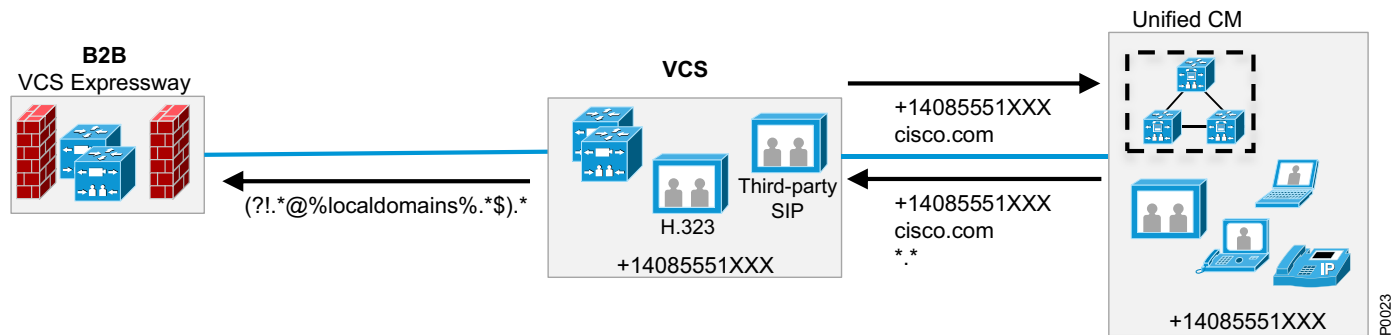 B2B
VCS Expressway
(?!.*@%localdomains%.*$).*
VCS
H.323
Third-party
SIP
+14085551XXX
+14085551XXX
cisco.com
+14085551XXX
cisco.com
*.*
Unified CM
IP
+14085551XXX
P0023